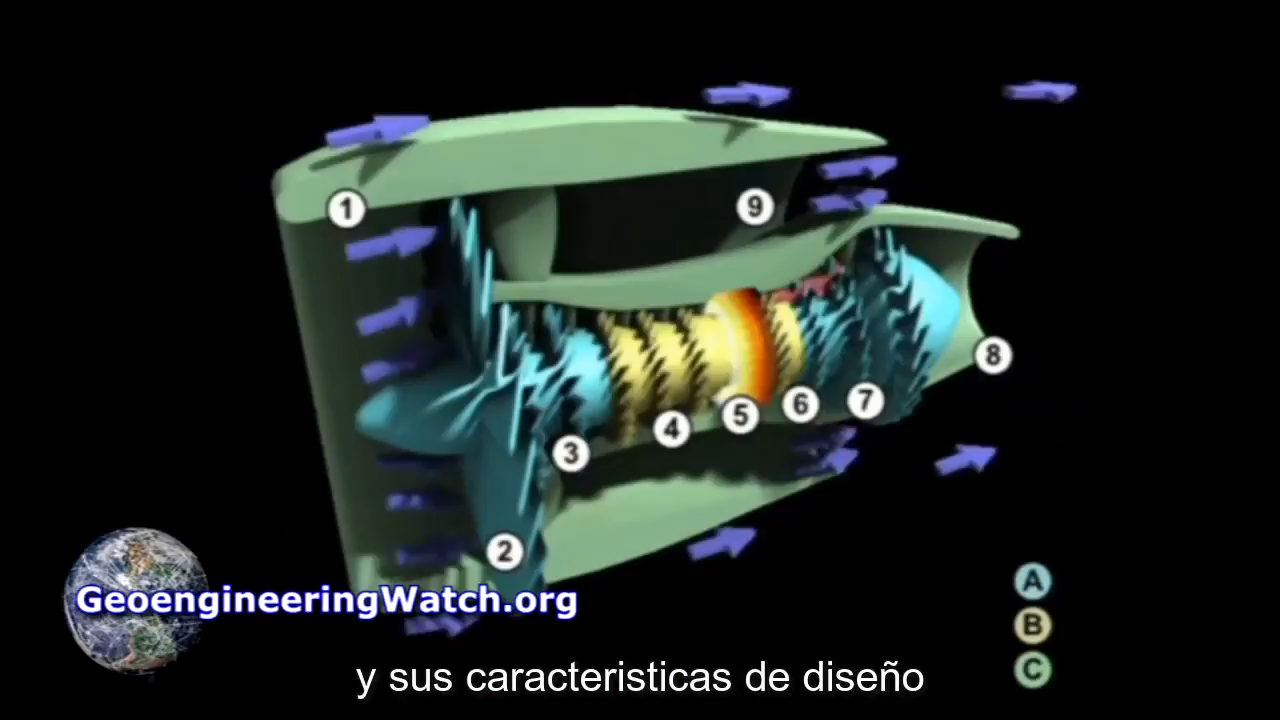 1
9
8
6
7
5
4
3
2
A
GeoengineeringWatch.org
B
C
y sus caracteristicas de diseño